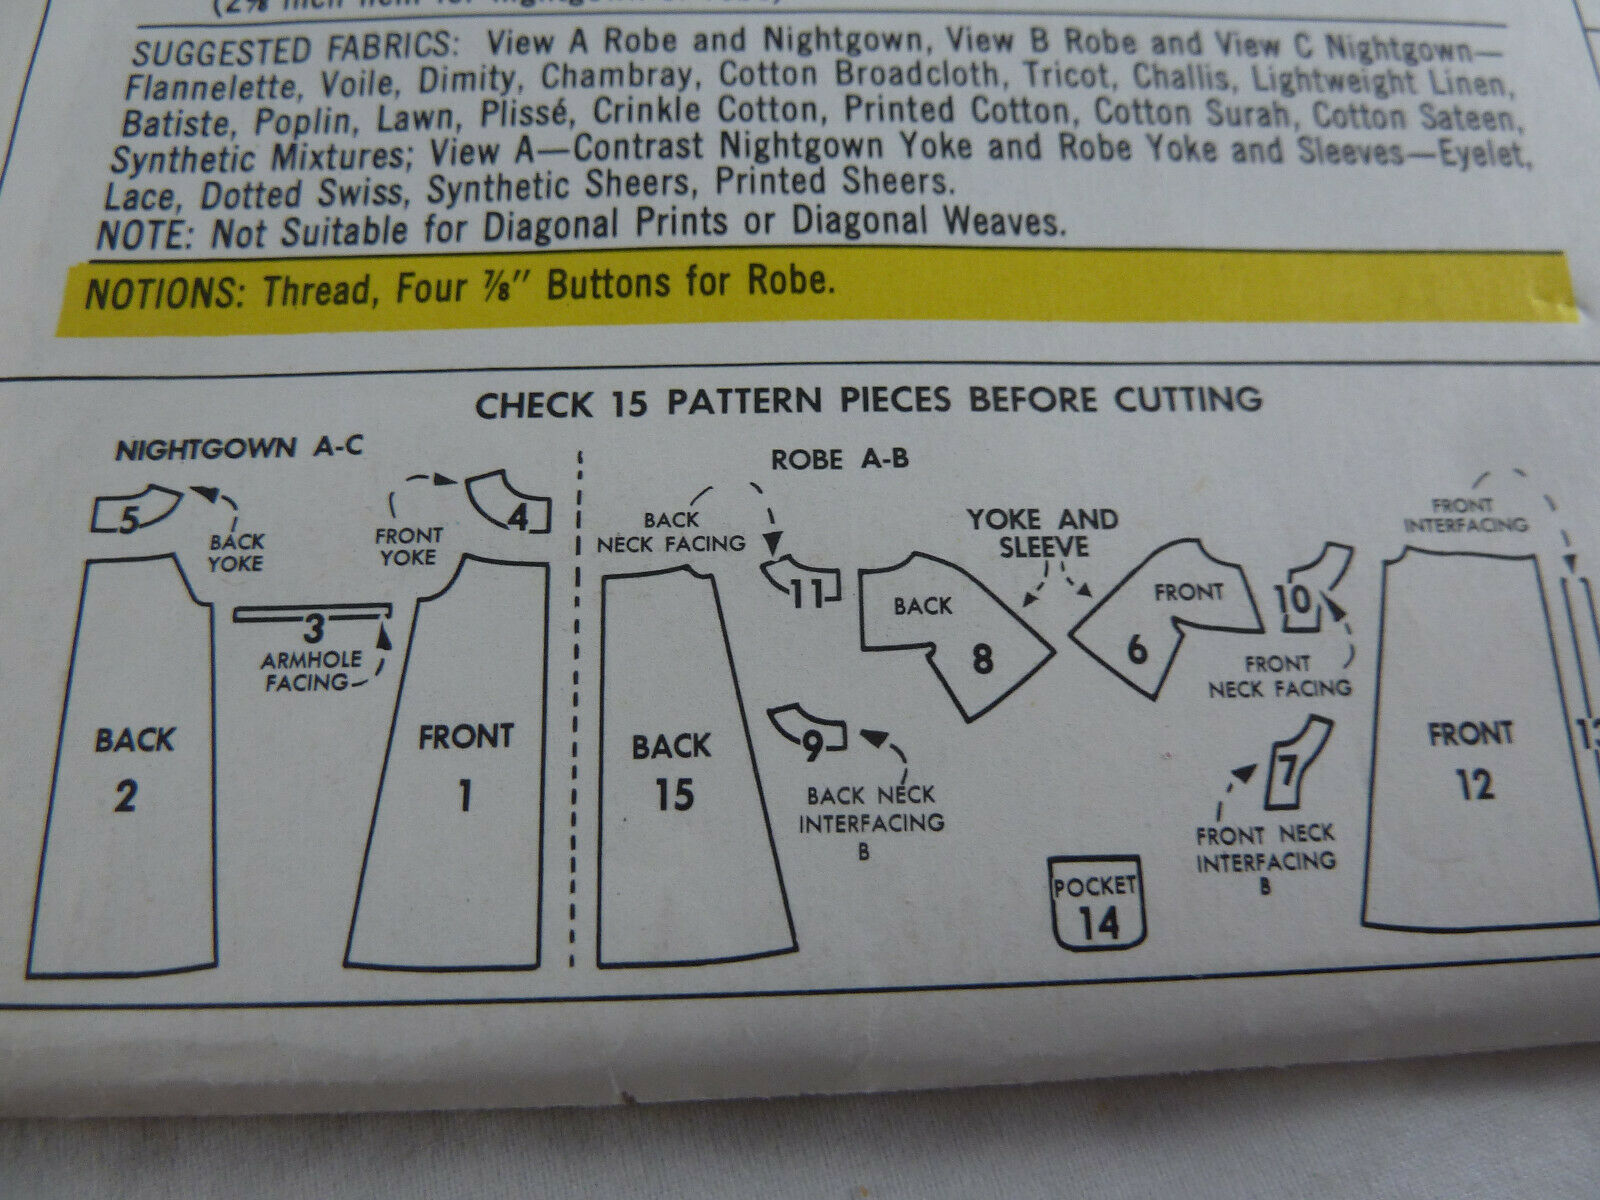 SUGGESTED FABRICS: View A Robe and Nightgown, View B Robe and View C Nightgown—
Flannelette, Voile, Dimity, Chambray, Cotton Broadcloth, Tricot, Challis, Lightweight Linen,
Batiste, Poplin, Lawn, Plissé, Crinkle Cotton, Printed Cotton, Cotton Surah, Cotton Sateen,
Synthetic Mixtures; View A—Contrast Nightgown Yoke and Robe Yoke and Sleeves—Eyelet,
Lace, Dotted Swiss, Synthetic Sheers, Printed Sheers.
NOTE: Not Suitable for Diagonal Prints or Diagonal Weaves.
NOTIONS: Thread, Four ⅞" Buttons for Robe.
CHECK 15 PATTERN PIECES BEFORE CUTTING
NIGHTGOWN A-C
5
BACK
YOKE
FRONT
YOKE
4
3
ARMHOLE
FACING
BACK
2
FRONT
1
ROBE A-B
BACK
NECK FACING
11
YOKE AND
SLEEVE
BACK
8
FRONT
6
10
FRONT
NECK FACING
FRONT
INTERFACING
BACK
15
9
BACK NECK
INTERFACING
B
POCKET
14
7
FRONT NECK
INTERFACING
B
FRONT
12
13